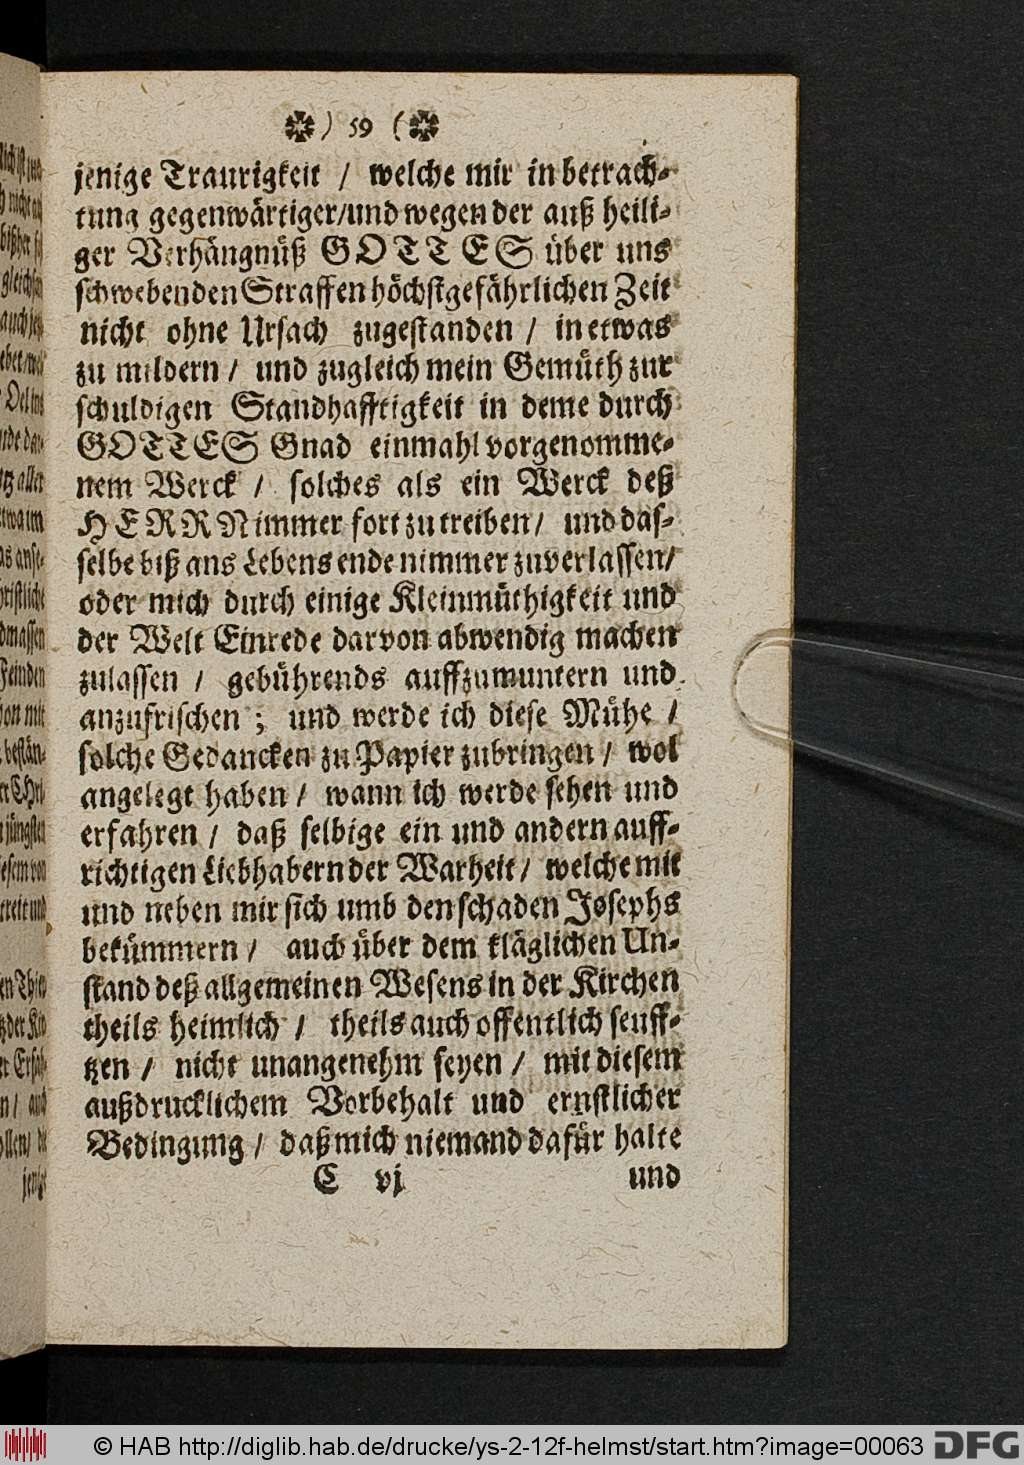 ) 59 (
jenige Traurigkeit / welche mir in betrach-
tung gegenwärtiger/und wegen der auß heili-
ger Verhängnüß GOTTES über uns
schwebenden Straffen höchstgefährlichen Zeit
nicht ohne Ursach zugestanden / in etwas
zu mildern / und zugleich mein Gemüth zur
schuldigen Standhafftigkeit in deme durch
GOTTES Gnad einmahl vorgenomme-
nem Werck / solches als ein Werck deß
HERRN immer fort zu treiben / und das-
selbe biß ans Lebens ende nimmer zuverlassen/
oder mich durch einige Kleinmüthigkeit und
der Welt Einrede darvon abwendig machen
zulassen / gebührends auffzumuntern und
anzufrischen ; und werde ich diese Mühe /
solche Gedancken zu Papier zubringen / wol
angelegt haben / wann ich werde sehen und
erfahren / daß selbige ein und andern auff-
richtigen Liebhabern der Warheit / welche mit
und neben mir sich umb den schaden Josephs
bekümmern / auch über dem kläglichen Un-
stand deß allgemeinen Wesens in der Kirchen
theils heimlich / theils auch offentlich seuff-
tzen / nicht unangenehm seyen / mit diesem
außdrucklichem Vorbehalt und ernstlicher
Bedingung / daß mich niemand dafür halte
C vj und
© HAB http://diglib.hab.de/drucke/ys-2-12f-helmst/start.htm?image=00063 DFG